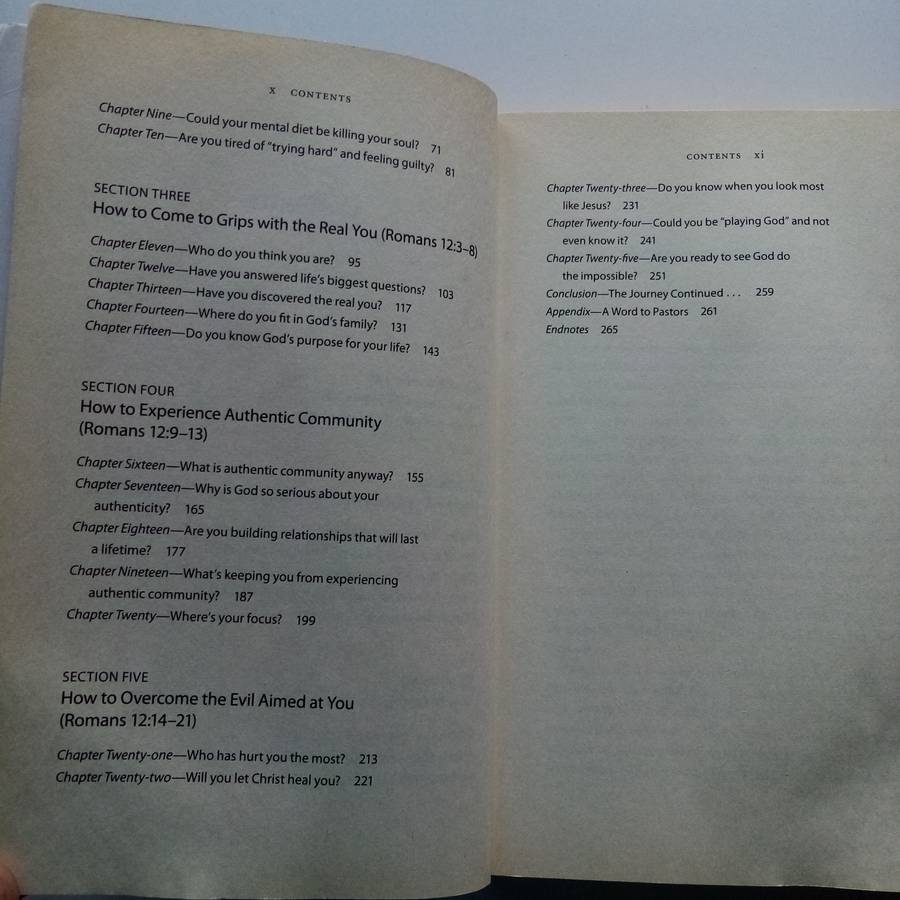 x CONTENTS
Chapter Nine—Could your mental diet be killing your soul? 71
Chapter Ten—Are you tired of “trying hard” and feeling guilty? 81
SECTION THREE
How to Come to Grips with the Real You (Romans 12:3–8)
Chapter Eleven—Who do you think you are? 95
Chapter Twelve—Have you answered life’s biggest questions? 103
Chapter Thirteen—Have you discovered the real you? 117
Chapter Fourteen—Where do you fit in God’s family? 131
Chapter Fifteen—Do you know God’s purpose for your life? 143
SECTION FOUR
How to Experience Authentic Community
(Romans 12:9–13)
Chapter Sixteen—What is authentic community anyway? 155
Chapter Seventeen—Why is God so serious about your
authenticity? 165
Chapter Eighteen—Are you building relationships that will last
a lifetime? 177
Chapter Nineteen—What’s keeping you from experiencing
authentic community? 187
Chapter Twenty—Where’s your focus? 199
SECTION FIVE
How to Overcome the Evil Aimed at You
(Romans 12:14–21)
Chapter Twenty-one—Who has hurt you the most? 213
Chapter Twenty-two—Will you let Christ heal you? 221
CONTENTS xi
Chapter Twenty-three—Do you know when you look most
like Jesus? 231
Chapter Twenty-four—Could you be “playing God” and not
even know it? 241
Chapter Twenty-five—Are you ready to see God do
the impossible? 251
Conclusion—The Journey Continued . . . 259
Appendix—A Word to Pastors 261
Endnotes 265